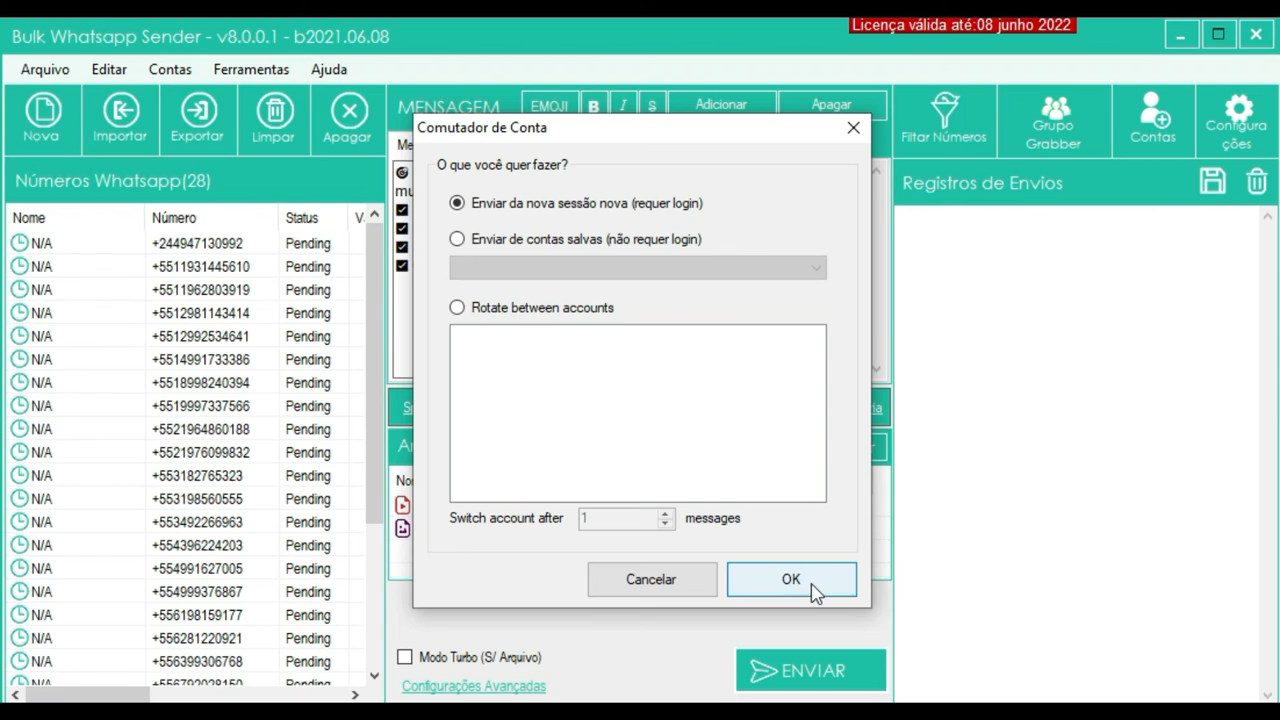 Licença válida até:08 junho 2022
Bulk Whatsapp Sender - v8.0.0.1 - b2021.06.08
Arquivo Editar Contas Ferramentas Ajuda
Nova Importar Exportar Limpar Apagar
MENSAGEM EMOJI B I S Adicionar Apagar
Filtar Números Grupo Grabber Contas Configura ções
Números Whatsapp(28)
Registros de Envios
Nome Número Status
N/A +244947130992 Pending
N/A +5511931445610 Pending
N/A +5511962803919 Pending
N/A +5512981143414 Pending
N/A +5512992534641 Pending
N/A +5514991733386 Pending
N/A +5518998240394 Pending
N/A +5519997337566 Pending
N/A +5521964860188 Pending
N/A +5521976099832 Pending
N/A +553182765323 Pending
N/A +553198560555 Pending
N/A +553492266963 Pending
N/A +554396224203 Pending
N/A +554991627005 Pending
N/A +554999376867 Pending
N/A +556198159177 Pending
N/A +556281220921 Pending
N/A +556399306768 Pending
N/A +556792028150 Pending
Comutador de Conta
O que você quer fazer?
Enviar da nova sessão nova (requer login)
Enviar de contas salvas (não requer login)
Rotate between accounts
Switch account after 1 messages
Cancelar OK
Modo Turbo (S/ Arquivo)
Configurações Avançadas
ENVIAR